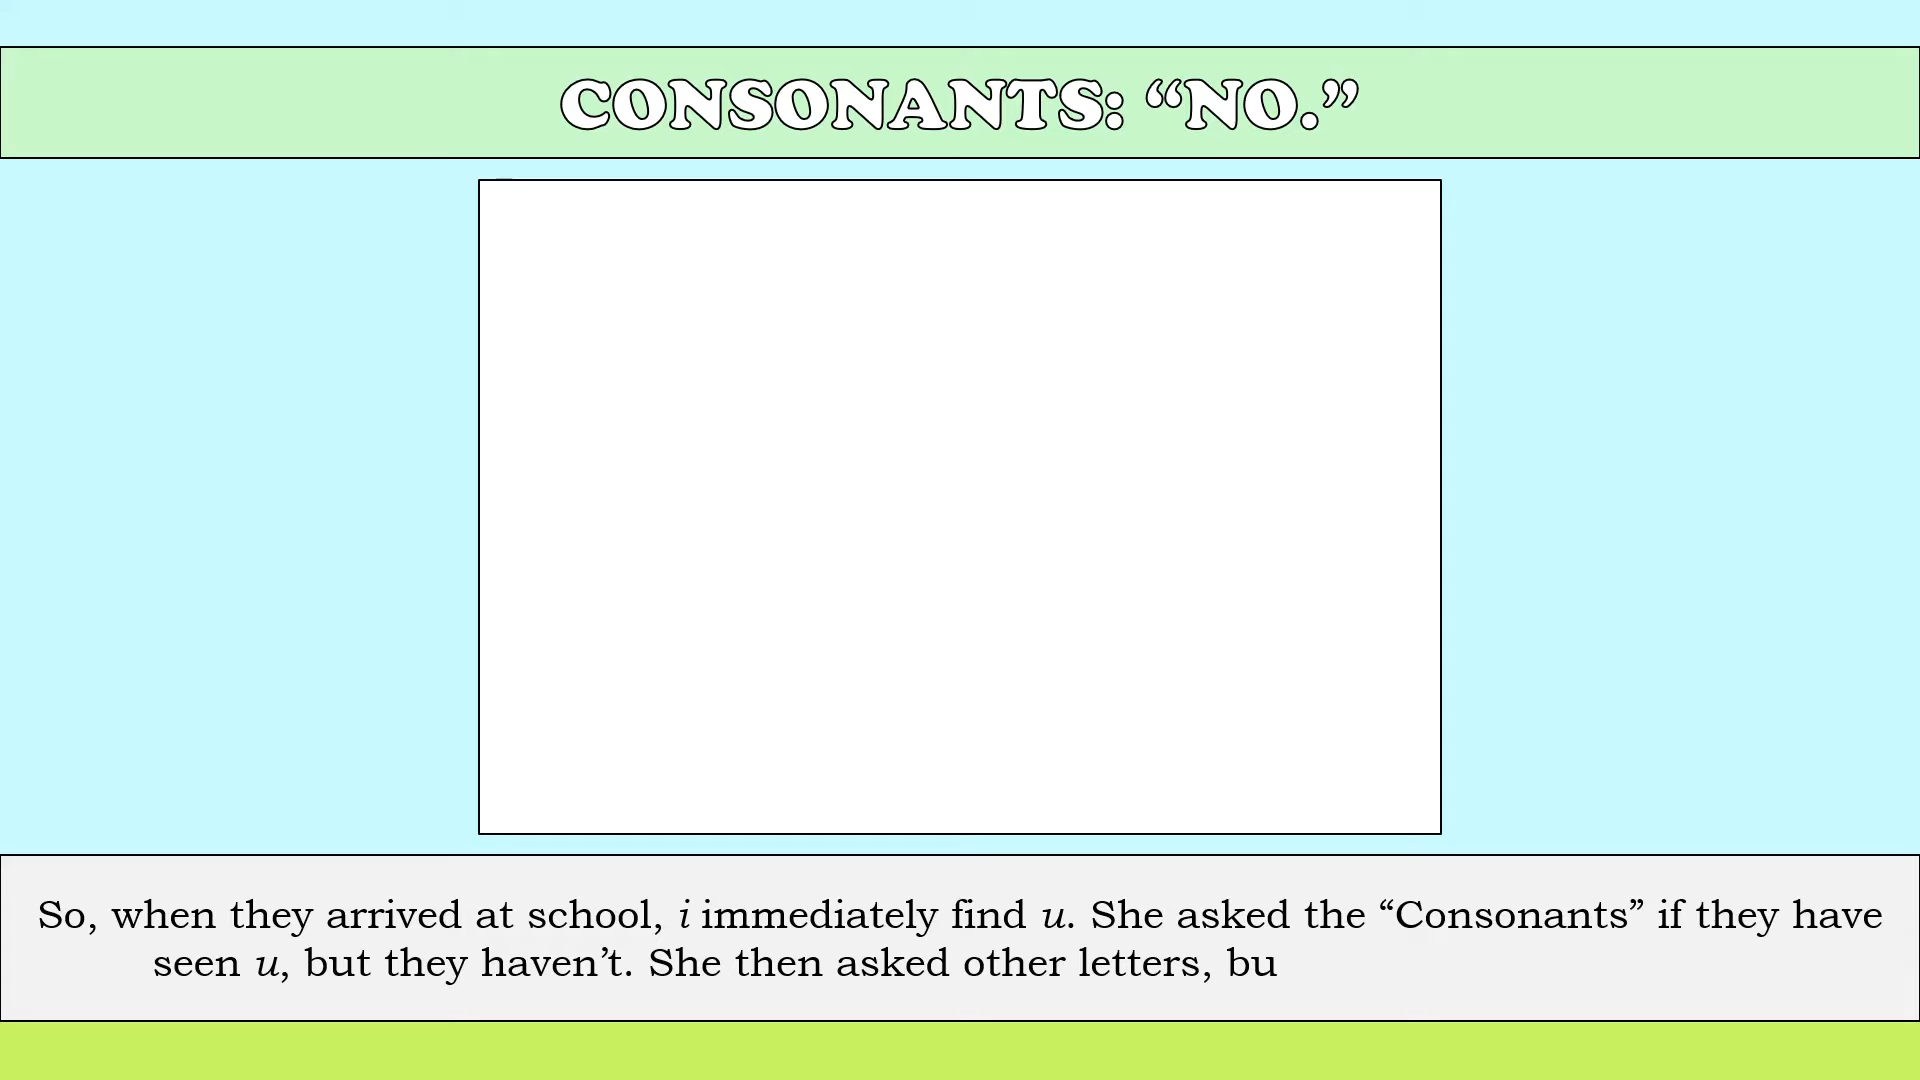 CONSONANTS: “NO.”
So, when they arrived at school, i immediately find u. She asked the “Consonants” if they have
seen u, but they haven’t. She then asked other letters, bu